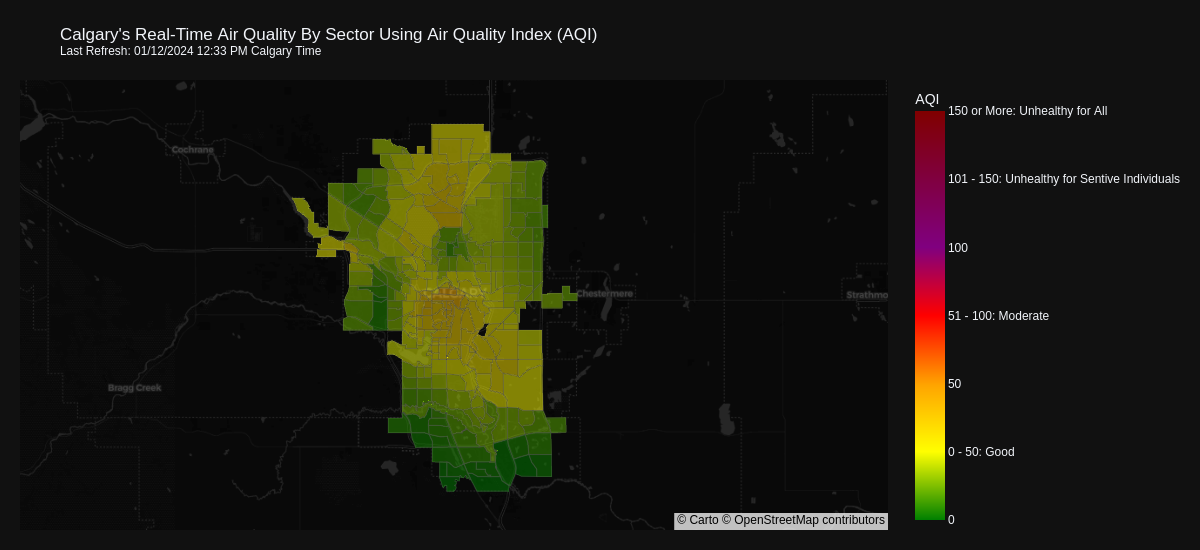 Calgary's Real-Time Air Quality By Sector Using Air Quality Index (AQI)
Last Refresh: 01/12/2024 12:33 PM Calgary Time
AQI
150 or More: Unhealthy for All
101 - 150: Unhealthy for Sentive Individuals
100
51 - 100: Moderate
50
0 - 50: Good
0
Cochrane
Chestermere
Strathmo
Bragg Creek
© Carto © OpenStreetMap contributors